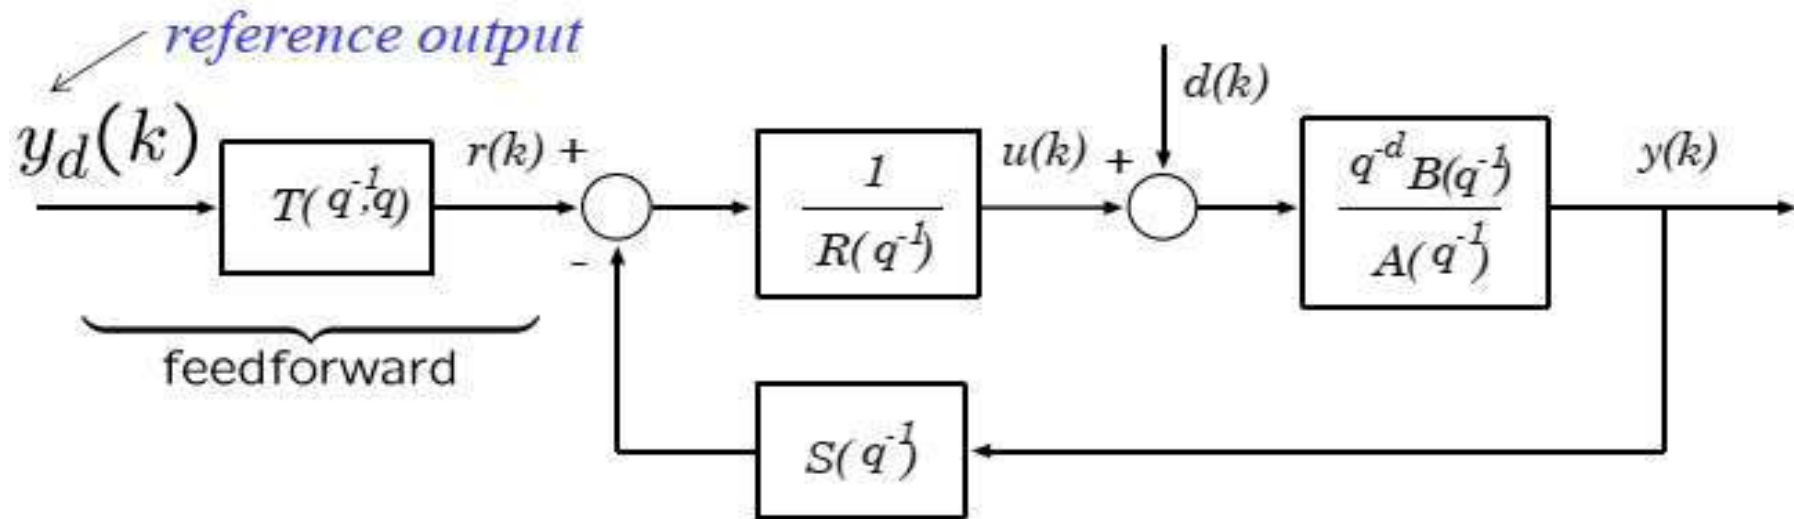 reference output
y_d(k)
T(q^-1,q)
r(k) +
-
1
R(q^-1)
u(k) +
d(k)
q^-d B(q^-1)
A(q^-1)
y(k)
feedforward
S(q^-1)